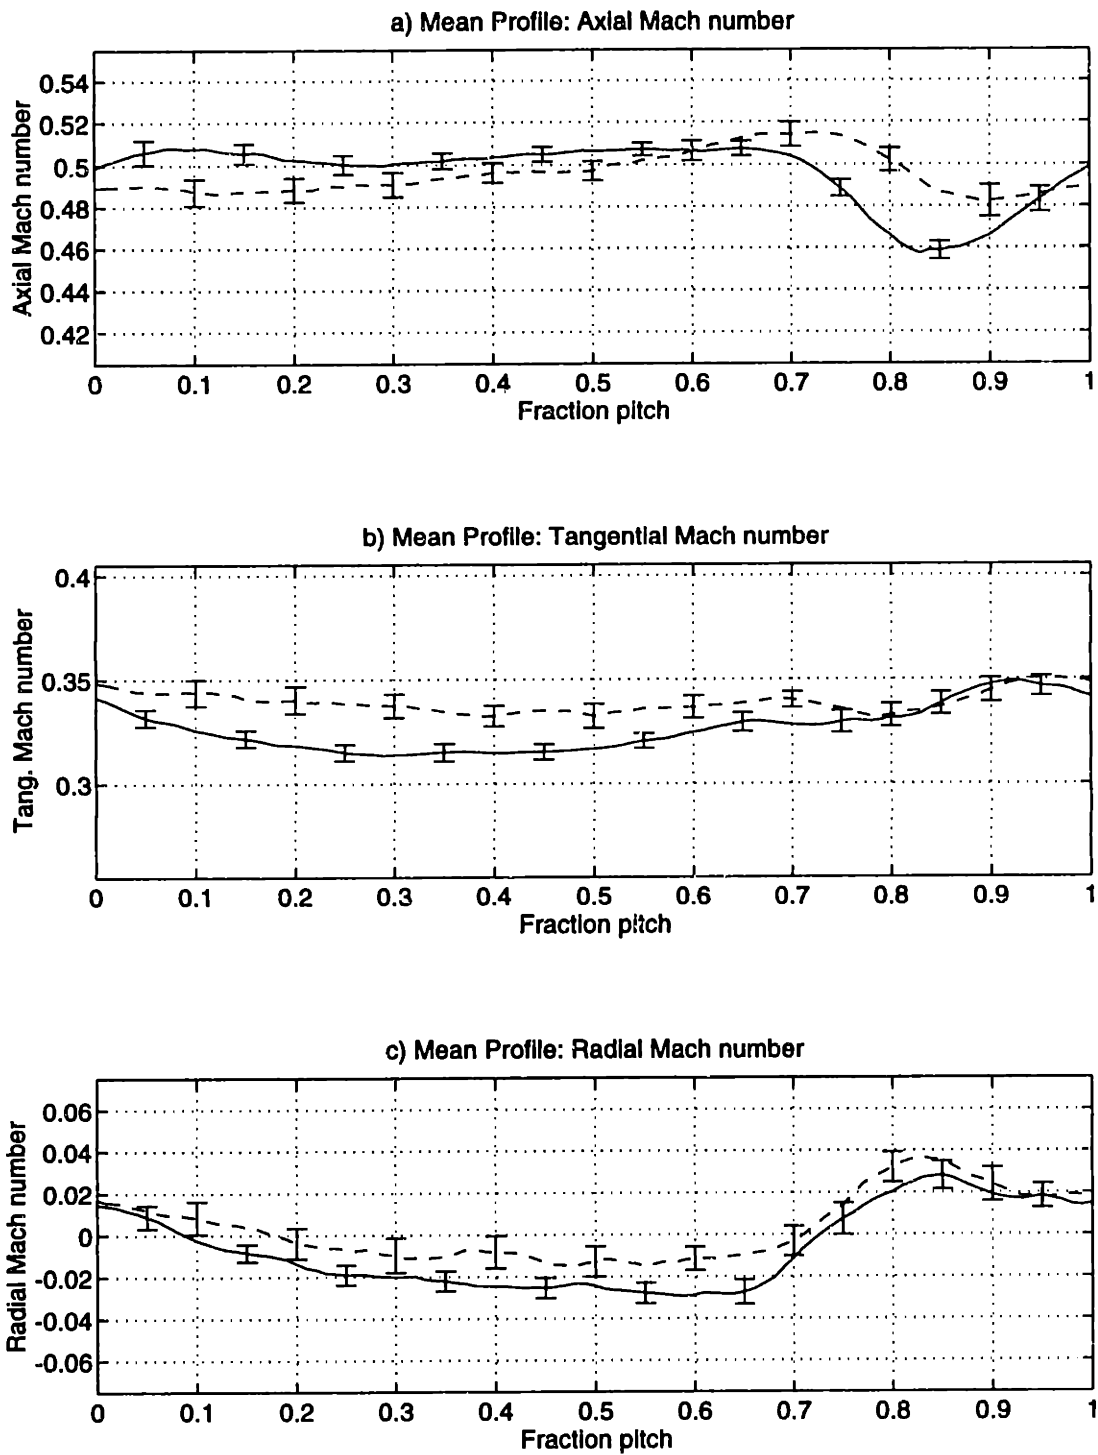 a) Mean Profile: Axial Mach number
Axial Mach number
0.54
0.52
0.5
0.48
0.46
0.44
0.42
0 0.1 0.2 0.3 0.4 0.5 0.6 0.7 0.8 0.9 1
Fraction pitch
b) Mean Profile: Tangential Mach number
Tang. Mach number
0.4
0.35
0.3
0 0.1 0.2 0.3 0.4 0.5 0.6 0.7 0.8 0.9 1
Fraction pitch
c) Mean Profile: Radial Mach number
Radial Mach number
0.06
0.04
0.02
0
-0.02
-0.04
-0.06
0 0.1 0.2 0.3 0.4 0.5 0.6 0.7 0.8 0.9 1
Fraction pitch